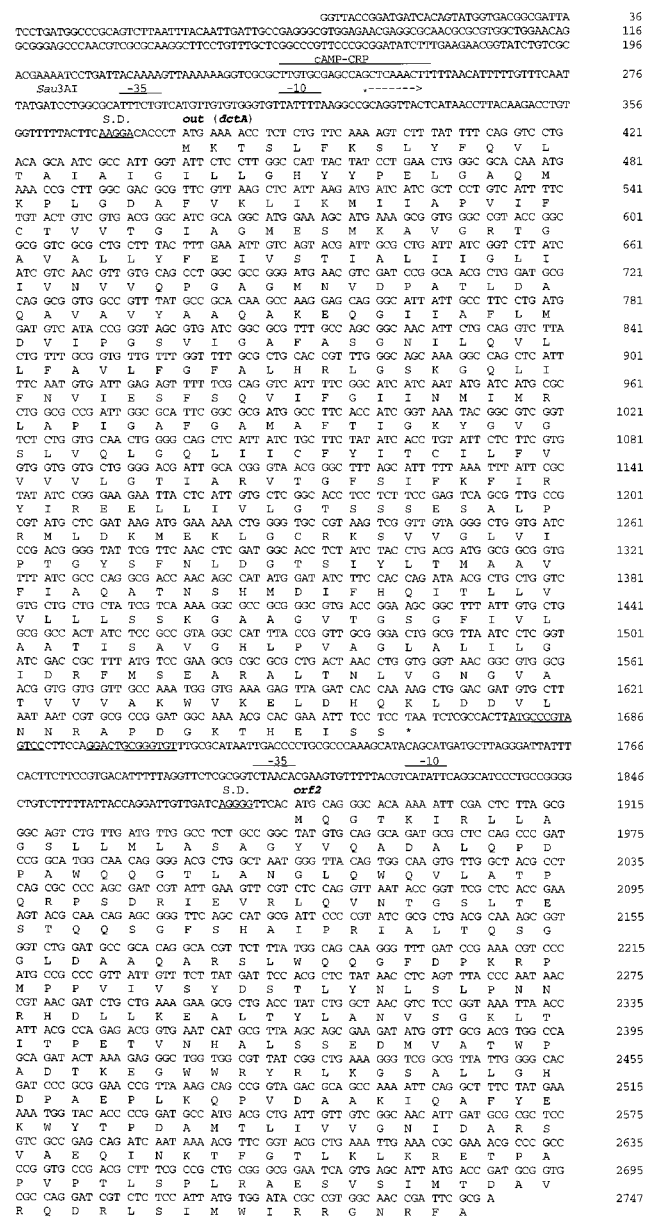 GGTTACCGGATGATCACAGTATGGTGACGGCGATTA 36
TCCTGATGGCCCGCAGTCTTAATTTACAATTGATTGCCGAGGGCGTGGAGAACGAGGCGCAACGCGCGTGGCTGGAACAG 116
GCGGGAGCCCAACGTCGCGCAAGGCTTCCTGTTTGCTCGGCCCGTTCCCGCGGATATCTTTGAAGAACGGTATCTGTCGC 196
cAMP-CRP
ACGAAAATCCTGATTACAAAAGTTAAAAAAGGTCGCGCTTGTGCGAGCCAGCTCAAACTTTTTAACATTTTTGTTTCAAT 276
Sau3AI -35 -10 ------->
TATGATCCTGGCGCATTTCTGTCATGTTGTGTGGGTGTTATTTTAAGGCCGCAGGTTACTCATAACCTTACAAGACCTGT 356
S.D. out (dctA)
GGTTTTTACTTCAAGGACACCCT ATG AAA ACC TCT CTG TTC AAA AGT CTT TAT TTT CAG GTC CTG 421
M K T S L F K S L Y F Q V L
ACA GCA ATC GCC ATT GGT ATT CTC CTT GGC CAT TAC TAT CCT GAA CTG GGC GCA CAA ATG 481
T A I A I G I L L G H Y Y P E L G A Q M
AAA CCG CTT GGC GAC GCG TTC GTT AAG CTC ATT AAG ATG ATC ATC GCT CCT GTC ATT TTC 541
K P L G D A F V K L I K M I I A P V I F
TGT ACT GTC GTG ACG GGC ATC GCA GGC ATG GAA AGC ATG AAA GCG GTG GGC CGT ACC GGC 601
C T V V T G I A G M E S M K A V G R T G
GCG GTC GCG CTG CTT TAC TTT GAA ATT GTC AGT ACG ATT GCG CTG ATT ATC GGT CTT ATC 661
A V A L L Y F E I V S T I A L I I G L I
ATC GTC AAC GTT GTG CAG CCT GGC GCC GGG ATG AAC GTC GAT CCG GCA ACG CTG GAT GCG 721
I V N V V Q P G A G M N V D P A T L D A
CAG GCG GTG GCC GTT TAT GCC GCA CAA GCC AAG GAG CAG GGC ATT ATT GCC TTC CTG ATG 781
Q A V A V Y A A Q A K E Q G I I A F L M
GAT GTC ATA CCG GGT AGC GTG ATC GGC GCG TTT GCC AGC GGC AAC ATT CTG CAG GTC TTA 841
D V I P G S V I G A F A S G N I L Q V L
CTG TTT GCG GTG TTG TTT GGT TTT GCG CTG CAC CGT TTG GGC AGC AAA GGC CAG CTC ATT 901
L F A V L F G F A L H R L G S K G Q L I
TTC AAT GTG ATT GAG AGT TTT TCG CAG GTC ATT TTC GGC ATC ATC AAT ATG ATC ATG CGC 961
F N V I E S F S Q V I F G I I N M I M R
CTG GCG CCG ATT GGC GCA TTC GGC GCG ATG GCC TTC ACC ATC GGT AAA TAC GGC GTC GGT 1021
L A P I G A F G A M A F T I G K Y G V G
TCT CTG GTG CAA CTG GGG CAG CTC ATT ATC TGC TTC TAT ATC ACC TGT ATT CTC TTC GTG 1081
S L V Q L G Q L I I C F Y I T C I L F V
GTG GTG GTG CTG GGG ACG ATT GCA CGG GTA ACG GGC TTT AGC ATT TTT AAA TTT ATT CGC 1141
V V V L G T I A R V T G F S I F K F I R
TAT ATC CGG GAA GAA TTA CTC ATT GTG CTC GGC ACC TCC TCT TCC GAG TCA GCG TTG CCG 1201
Y I R E E L L I V L G T S S S E S A L P
CGT ATG CTC GAT AAG ATG GAA AAA CTG GGG TGC CGT AAG TCG GTT GTA GGG CTG GTG ATC 1261
R M L D K M E K L G C R K S V V G L V I
CCG ACG GGG TAT TCG TTC AAC CTC GAT GGC ACC TCT ATC TAC CTG ACG ATG GCG GCG GTG 1321
P T G Y S F N L D G T S I Y L T M A A V
TTT ATC GCC CAG GCG ACC AAC AGC CAT ATG GAT ATC TTC CAC CAG ATA ACG CTG CTG GTC 1381
F I A Q A T N S H M D I F H Q I T L L V
GTG CTG CTG CTA TCG TCA AAA GGC GCC GCG GGC GTG ACC GGA AGC GGC TTT ATT GTG CTG 1441
V L L L S S K G A A G V T G S G F I V L
GCG GCC ACT ATC TCC GCC GTA GGC CAT TTA CCG GTT GCG GGA CTG GCG TTA ATC CTC GGT 1501
A A T I S A V G H L P V A G L A L I L G
ATC GAC CGC TTT ATG TCC GAA GCG CGC GCG CTG ACT AAC CTG GTG GGT AAC GGC GTG GCG 1561
I D R F M S E A R A L T N L V G N G V A
ACG GTG GTG GTT GCC AAA TGG GTG AAA GAG TTA GAT CAC CAA AAG CTG GAC GAT GTG CTT 1621
T V V V A K W V K E L D H Q K L D D V L
AAT AAT CGT GCG CCG GAT GGC AAA ACG CAC GAA ATT TCC TCC TAA TCTCGCCACTTATGCCCGTA 1686
N N R A P D G K T H E I S S *
GTCCCTTCCAGGACTGCGGGTGTTTGCGCATAATTGACCCCTGCGCCCAAAGCATACAGCATGATGCTTAGGGATTATTT 1766
-35 -10
CACTTCTTCCGTGACATTTTTAGGTTCTCGCGGTCTAACACGAAGTGTTTTTACGTCATATTCAGGCATCCCTGCCGGGG 1846
S.D. orf2
CTGTCTTTTTATTACCAGGATTGTTGATCAGGGGTTCAC ATG CAG GGC ACA AAA ATT CGA CTC TTA GCG 1915
M Q G T K I R L L A
GGC AGT CTG TTG ATG TTG GCC TCT GCC GGC TAT GTG CAG GCA GAT GCG CTC CAG CCC GAT 1975
G S L L M L A S A G Y V Q A D A L Q P D
CCG GCA TGG CAA CAG GGG ACG CTG GCT AAT GGG TTA CAG TGG CAA GTG TTG GCT ACG CCT 2035
P A W Q Q G T L A N G L Q W Q V L A T P
CAG CGC CCC AGC GAT CGT ATT GAA GTT CGT CTC CAG GTT AAT ACC GGT TCG CTC ACC GAA 2095
Q R P S D R I E V R L Q V N T G S L T E
AGT ACG CAA CAG AGC GGG TTC AGC CAT GCG ATT CCC CGT ATC GCG CTG ACG CAA AGC GGT 2155
S T Q Q S G F S H A I P R I A L T Q S G
GGT CTG GAT GCC GCA CAG GCA CGT TCT TTA TGG CAG CAA GGG TTT GAT CCG AAA CGT CCC 2215
G L D A A Q A R S L W Q Q G F D P K R P
ATG CCG CCC GTT ATT GTT TCT TAT GAT TCC ACG CTC TAT AAC CTC AGT TTA CCC AAT AAC 2275
M P P V I V S Y D S T L Y N L S L P N N
CGT AAC GAT CTG CTG AAA GAA GCG CTG ACC TAT CTG GCT AAC GTC TCC GGT AAA TTA ACC 2335
R H D L L K E A L T Y L A N V S G K L T
ATT ACG CCA GAG ACG GTG AAT CAT GCG TTA AGC AGC GAA GAT ATG GTT GCG ACG TGG CCA 2395
I T P E T V N H A L S S E D M V A T W P
GCA GAT ACT AAA GAG GGC TGG TGG CGT TAT CGG CTG AAA GGG TCG GCG TTA TTG GGG CAC 2455
A D T K E G W W R Y R L K G S A L L G H
GAT CCC GCG GAA CCG TTA AAG CAG CCG GTA GAC GCA GCC AAA ATT CAG GCT TTC TAT GAA 2515
D P A E P L K Q P V D A A K I Q A F Y E
AAA TGG TAC ACC CCG GAT GCC ATG ACG CTG ATT GTT GTC GGC AAC ATT GAT GCG CGC TCC 2575
K W Y T P D A M T L I V V G N I D A R S
GTC GCC GAG CAG ATC AAT AAA ACG TTC GGT ACG CTG AAA TTG AAA CGC GAA ACG CCC GCC 2635
V A E Q I N K T F G T L K L K R E T P A
CCG GTG CCG ACG CTT TCG CCG CTG CGG GCG GAA TCA GTG AGC ATT ATG ACC GAT GCG GTG 2695
P V P T L S P L R A E S V S I M T D A V
CGC CAG GAT CGT CTC TCC ATT ATG TGG ATA CGC CGT GGC AAC CGA TTC GCG A 2747
R Q D R L S I M W I R R G N R F A